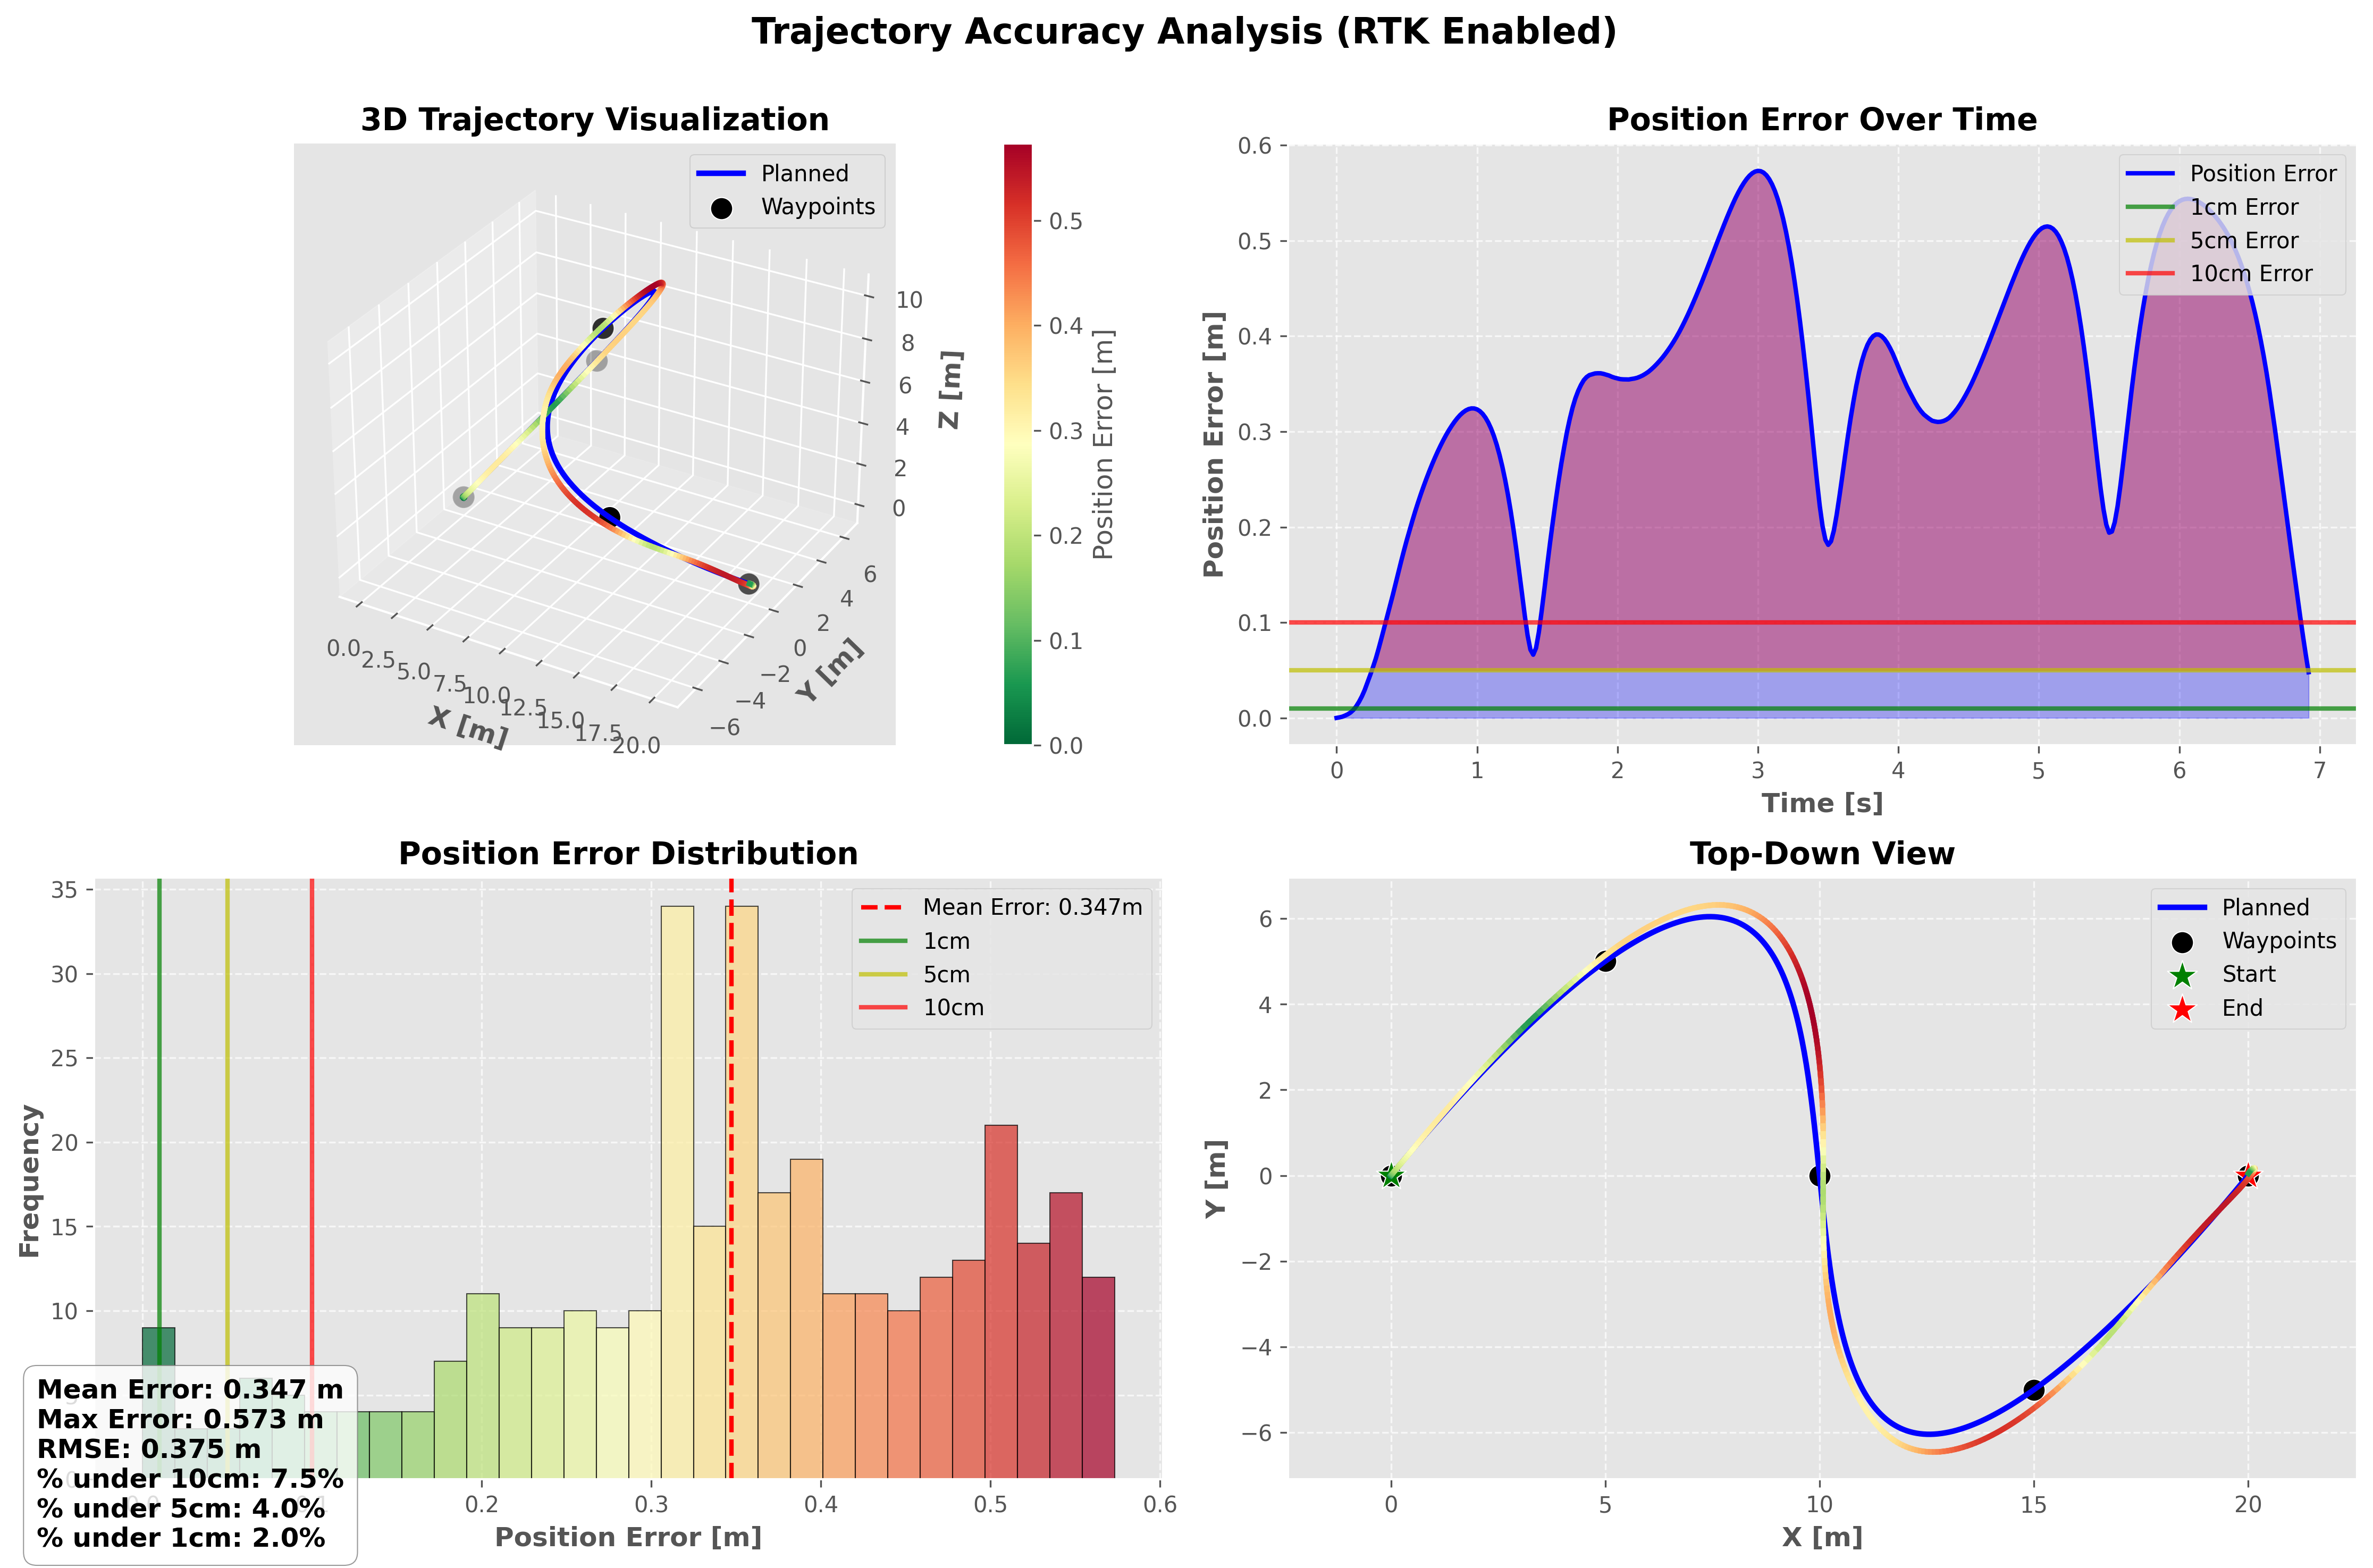 Trajectory Accuracy Analysis (RTK Enabled)
3D Trajectory Visualization
Planned
Waypoints
0.0
2.5
5.0
7.5
10.0
12.5
15.0
17.5
20.0
X [m]
−6
−4
−2
0
2
4
6
Y [m]
0
2
4
6
8
10
Z [m]
0.5
0.4
0.3
0.2
0.1
0.0
Position Error [m]
Position Error Over Time
Position Error
1cm Error
5cm Error
10cm Error
0.6
0.5
0.4
0.3
0.2
0.1
0.0
Position Error [m]
0
1
2
3
4
5
6
7
Time [s]
Position Error Distribution
Mean Error: 0.347m
1cm
5cm
10cm
35
30
25
20
15
10
Frequency
0.2
0.3
0.4
0.5
0.6
Position Error [m]
Mean Error: 0.347 m
Max Error: 0.573 m
RMSE: 0.375 m
% under 10cm: 7.5%
% under 5cm: 4.0%
% under 1cm: 2.0%
Top-Down View
Planned
Waypoints
Start
End
6
4
2
0
−2
−4
−6
Y [m]
0
5
10
15
20
X [m]